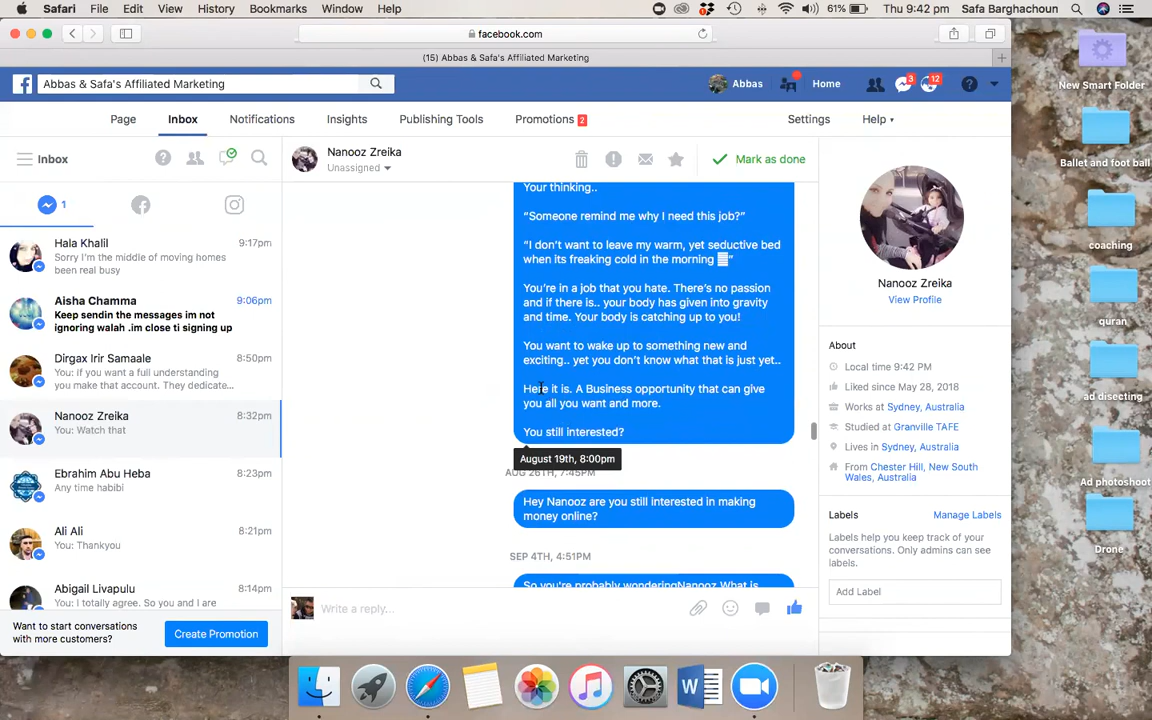 Safari File Edit View History Bookmarks Window Help 61% Thu 9:42 pm Safa Barghachoun
facebook.com
(15) Abbas & Safa's Affiliated Marketing
Abbas & Safa's Affiliated Marketing Abbas Home 3 12
Page Inbox Notifications Insights Publishing Tools Promotions 2 Settings Help
Inbox
Nanooz Zreika
Unassigned
Mark as done
1
Hala Khalil 9:17pm
Sorry I'm the middle of moving homes
been real busy
Aisha Chamma 9:06pm
Keep sendin the messages im not
ignoring walah .im close ti signing up
Dirgax Irir Samaale 8:50pm
You: If you want a full understanding
you make that Account. They dedicate...
Nanooz Zreika 8:32pm
You: Watch that
Ebrahim Abu Heba 8:23pm
Any time habibi
Ali Ali 8:21pm
You: Thankyou
Abigail Livapulu 8:14pm
You: I totally agree. So you and I are
Want to start conversations
with more customers?
Create Promotion
Your thinking..
“Someone remind me why I need this job?”
“I don’t want to leave my warm, yet seductive bed
when its freaking cold in the morning ”
You’re in a job that you hate. There’s no passion
and if there is.. your body has given into gravity
and time. Your body is catching up to you!
You want to wake up to something new and
exciting.. yet you don’t know what that is just yet..
Here it is. A Business opportunity that can give
you all you want and more.
You still interested?
August 19th, 8:00pm
AUG 26TH, 7:45PM
Hey Nanooz are you still interested in making
money online?
SEP 4TH, 4:51PM
So you're probably wonderingNanooz What is
Write a reply...
Nanooz Zreika
View Profile
About
Local time 9:42 PM
Liked since May 28, 2018
Works at Sydney, Australia
Studied at Granville TAFE
Lives in Sydney, Australia
From Chester Hill, New South
Wales, Australia
Labels Manage Labels
Labels help you keep track of your
conversations. Only admins can see
labels.
Add Label
New Smart Folder
Ballet and foot ball
coaching
quran
ad disecting
Ad photoshoot
Drone